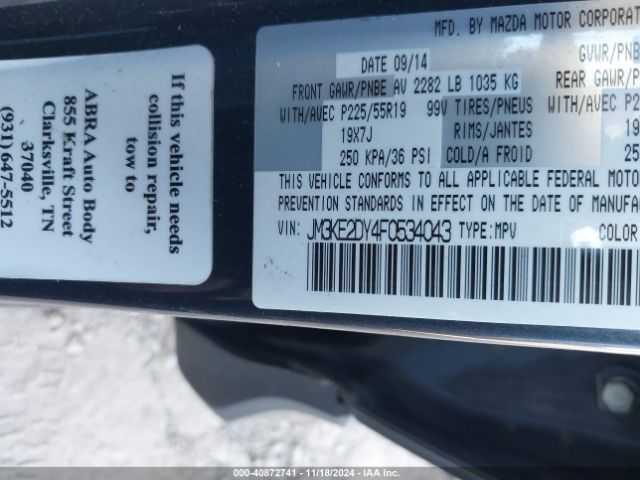 MFD. BY MAZDA MOTOR CORPORAT
DATE 09/14
GVWR/PNB
FRONT GAWR/PNBE AV 2282 LB 1035 KG
REAR GAWR/P
WITH/AVEC P225/55R19 99V TIRES/PNEUS WITH/AVEC P2
19X7J RIMS/JANTES 19
250 KPA/36 PSI COLD/A FROID 25
THIS VEHICLE CONFORMS TO ALL APPLICABLE FEDERAL MOTO
PREVENTION STANDARDS IN EFFECT ON THE DATE OF MANUFA
VIN: JM3KE2DY4F0534043 TYPE:MPV COLOR
If this vehicle needs
collision repair,
tow to
ABRA Auto Body
855 Kraft Street
Clarksville, TN
37040
(931) 647-5512
000-40872741 - 11/18/2024 - IAA Inc.